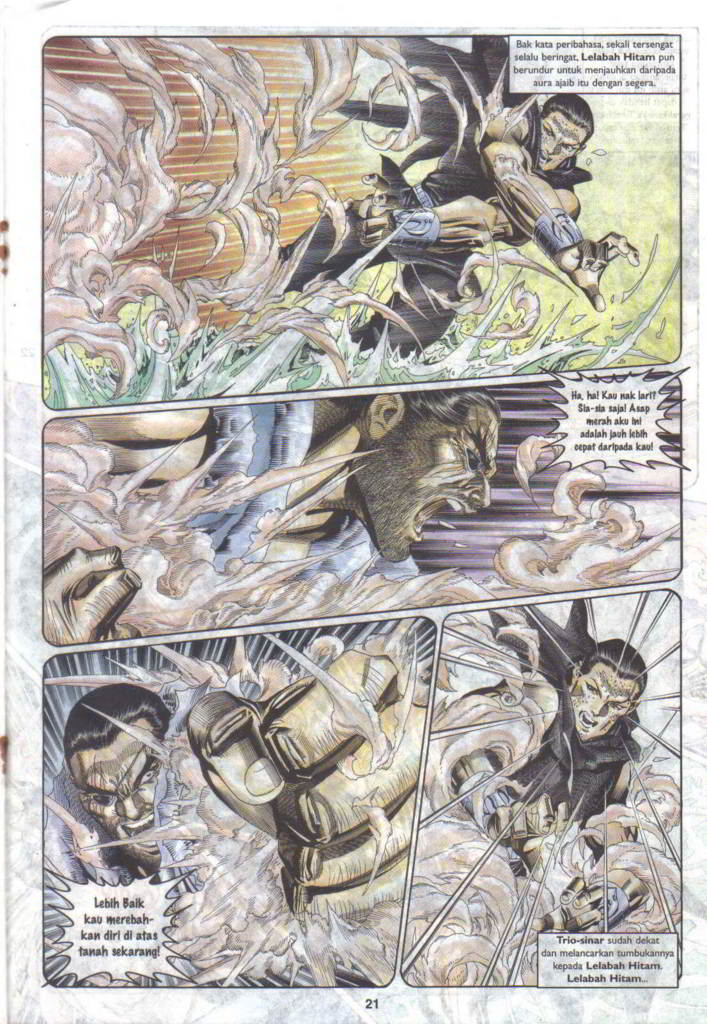 Bak kata peribahasa, sekali tersengat
selalu beringat, Lelabah Hitam pun
berundur untuk menjauhkan daripada
aura ajaib itu dengan segera.
Ha, ha! Kau nak lari?
Sia-sia saja! Asap
merah aku ini
adalah jauh lebih
cepat daripada kau!
Lebih Baik
kau merebah-
kan diri di atas
tanah sekarang!
Trio-sinar sudah dekat
dan melancarkan tumbukannya
kepada Lelabah Hitam.
Lelabah Hitam...
21